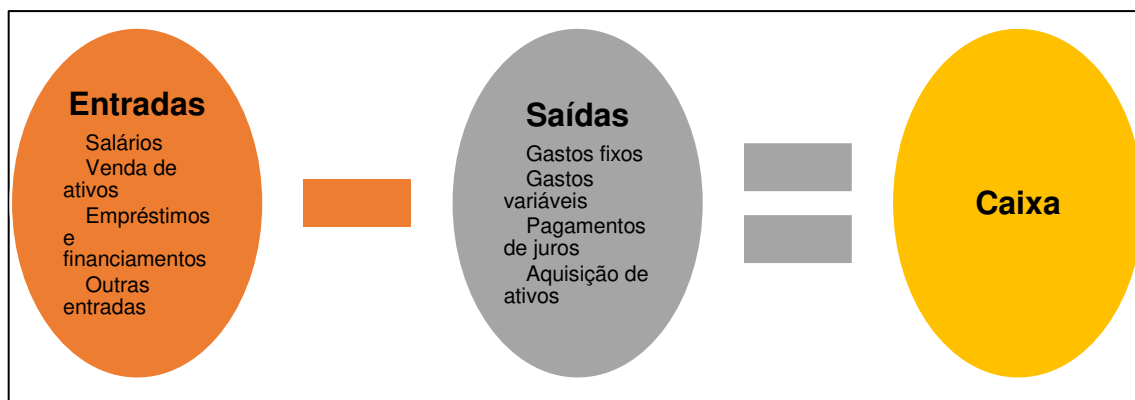 Entradas
Salários
Venda de
ativos
Empréstimos
e
financiamentos
Outras
entradas
Saídas
Gastos fixos
Gastos
variáveis
Pagamentos
de juros
Aquisição de
ativos
Caixa